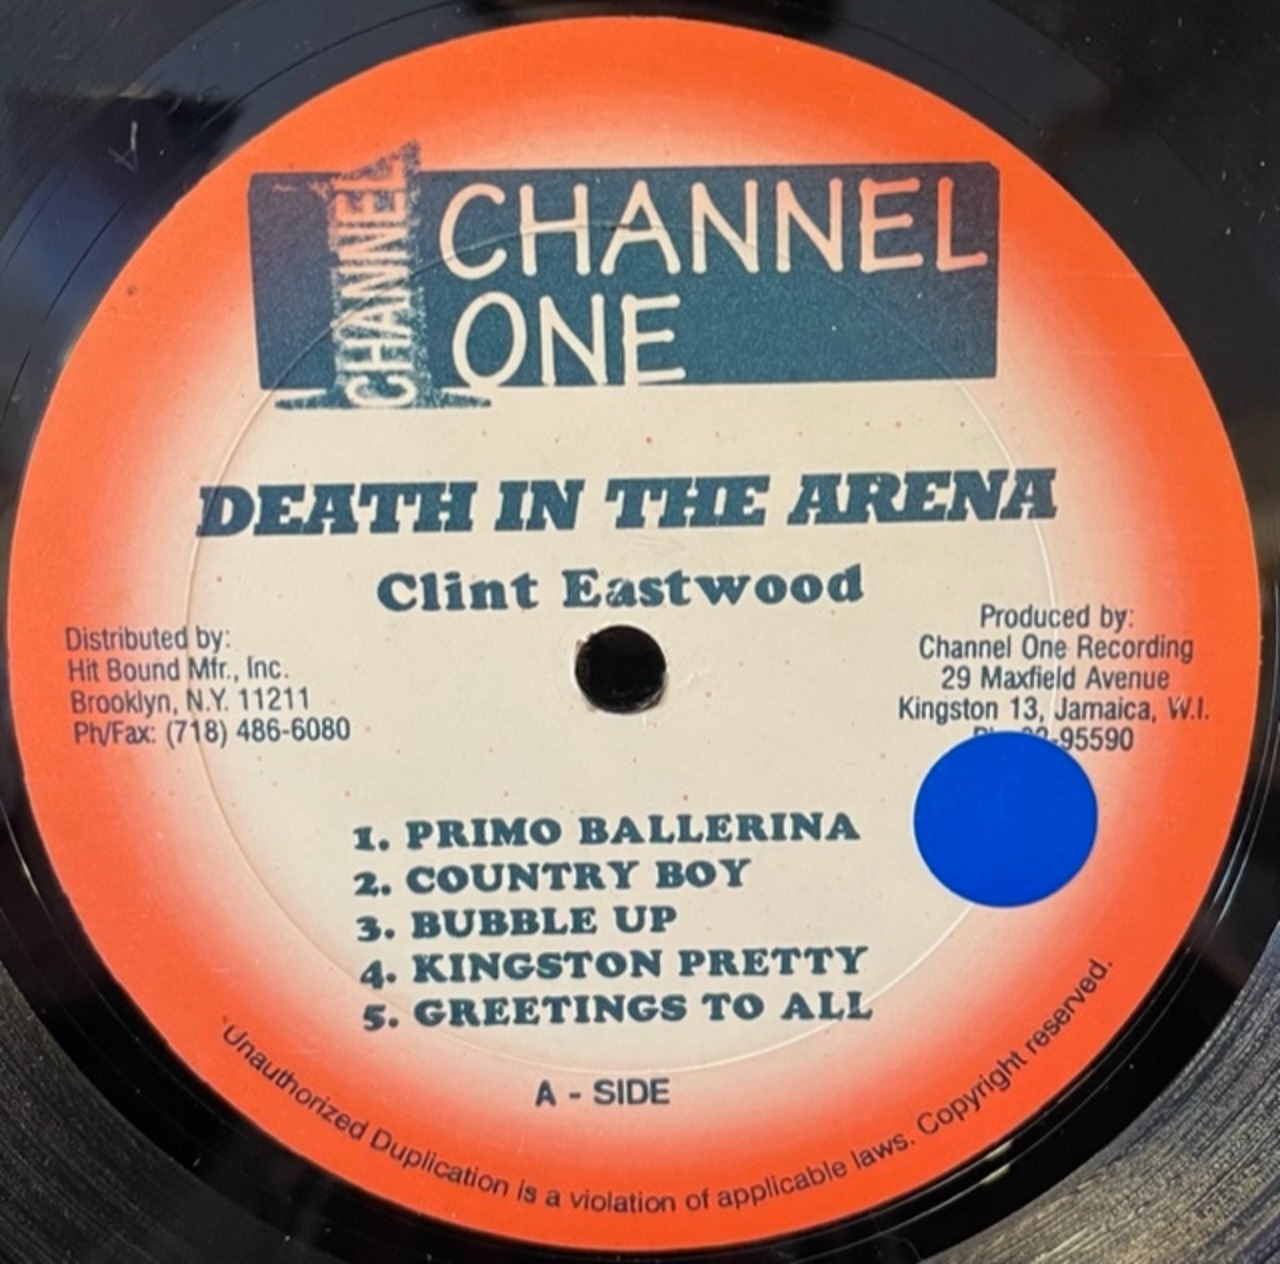 CHANNEL
CHANNEL
ONE
DEATH IN THE ARENA
Clint Eastwood
Distributed by:
Hit Bound Mfr., Inc.
Brooklyn, N.Y. 11211
Ph/Fax: (718) 486-6080
Produced by:
Channel One Recording
29 Maxfield Avenue
Kingston 13, Jamaica, W.I.
-95590
1. PRIMO BALLERINA
2. COUNTRY BOY
3. BUBBLE UP
4. KINGSTON PRETTY
5. GREETINGS TO ALL
A - SIDE
Unauthorized Duplication is a violation of applicable laws. Copyright reserved.